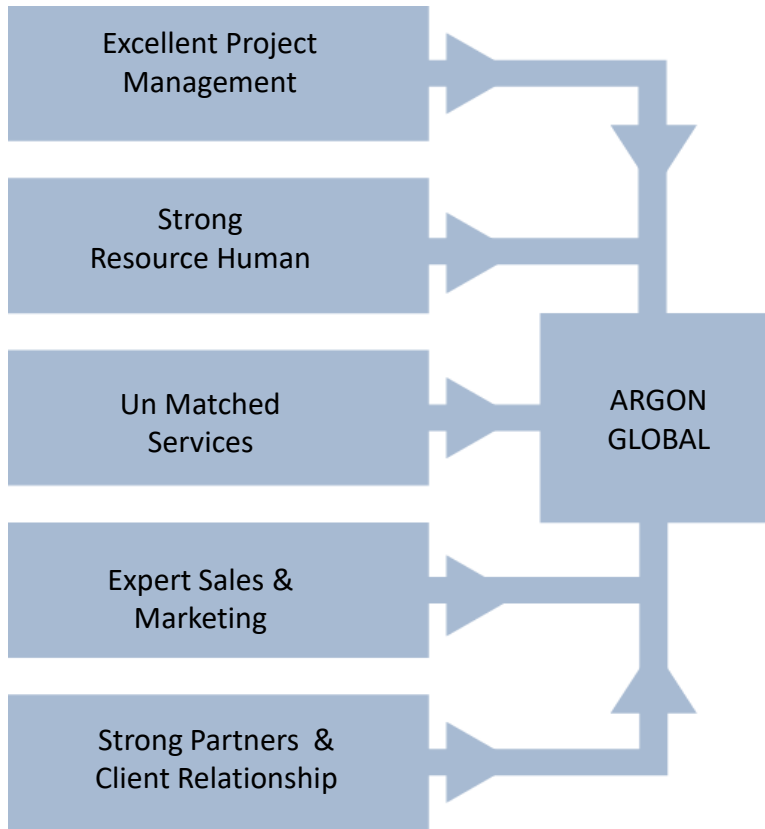 Excellent Project
Management
Strong
Resource Human
Un Matched
Services
ARGON
GLOBAL
Expert Sales &
Marketing
Strong Partners &
Client Relationship